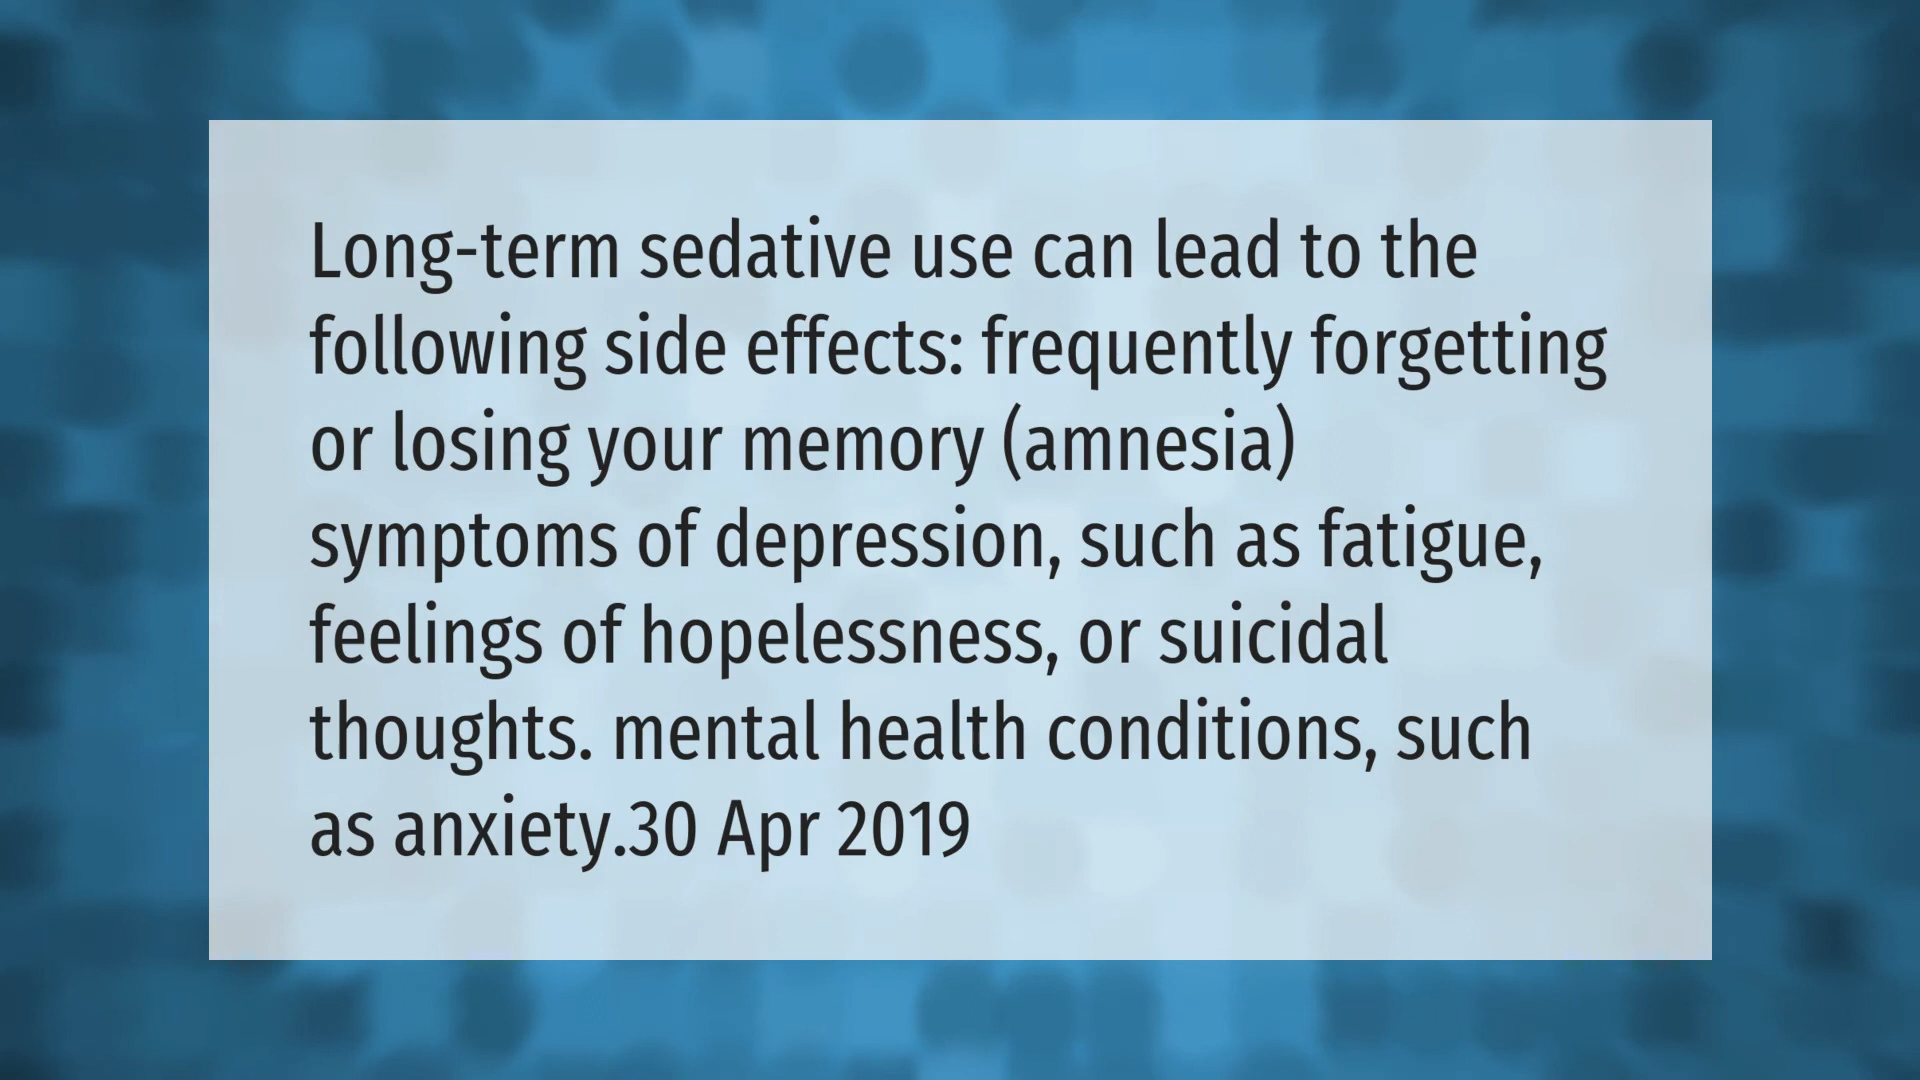 Long-term sedative use can lead to the
following side effects: frequently forgetting
or losing your memory (amnesia)
symptoms of depression, such as fatigue,
feelings of hopelessness, or suicidal
thoughts. mental health conditions, such
as anxiety.30 Apr 2019